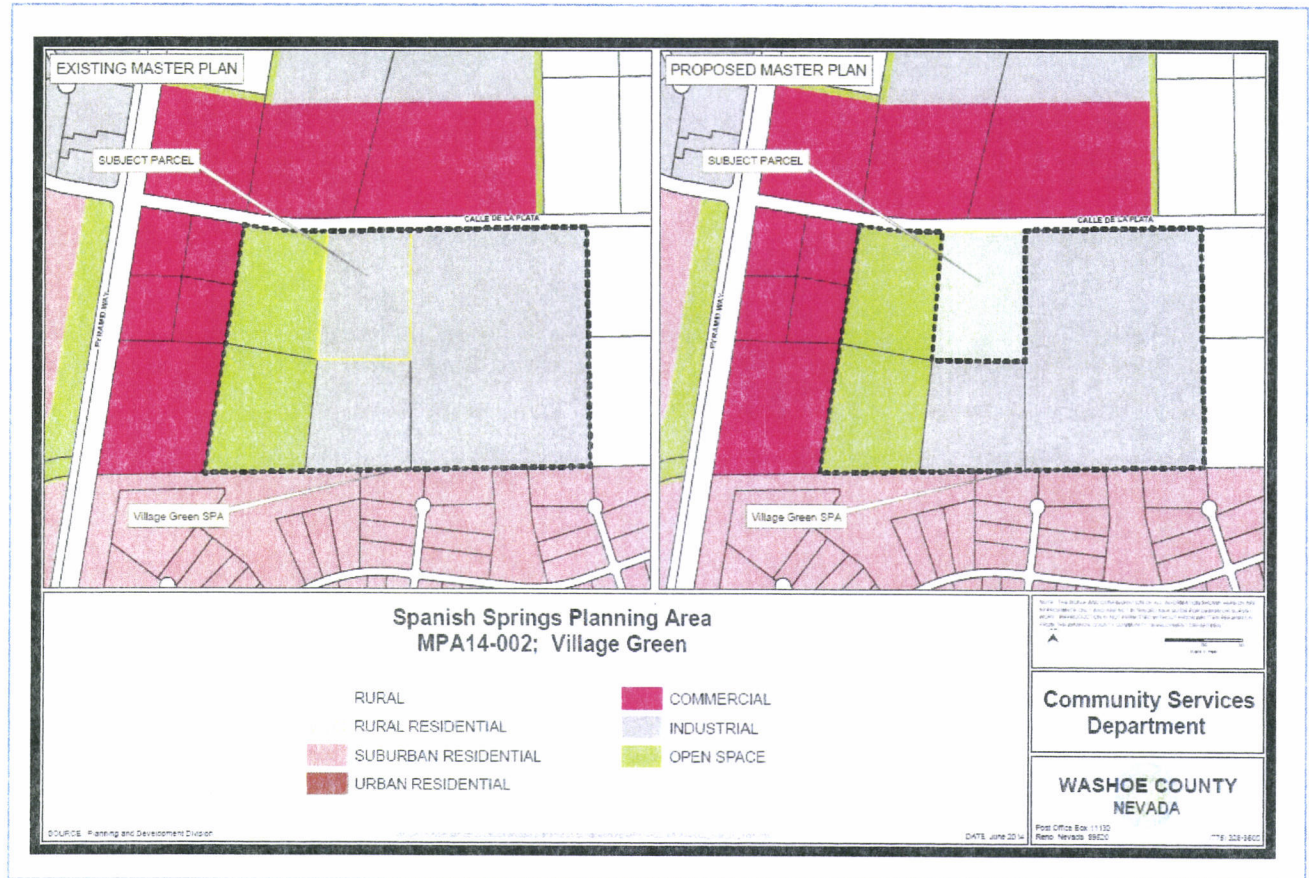 EXISTING MASTER PLAN
SUBJECT PARCEL
CALLE DE LA PLATA
PYRAMID WAY
Village Green SPA
PROPOSED MASTER PLAN
SUBJECT PARCEL
CALLE DE LA PLATA
PYRAMID WAY
Village Green SPA
Spanish Springs Planning Area
MPA14-002; Village Green
RURAL
RURAL RESIDENTIAL
SUBURBAN RESIDENTIAL
URBAN RESIDENTIAL
COMMERCIAL
INDUSTRIAL
OPEN SPACE
Community Services
Department
WASHOE COUNTY
NEVADA
Post Office Box 11130
Reno, Nevada 89520
SOURCE: Planning and Development Division
DATE: June 2014